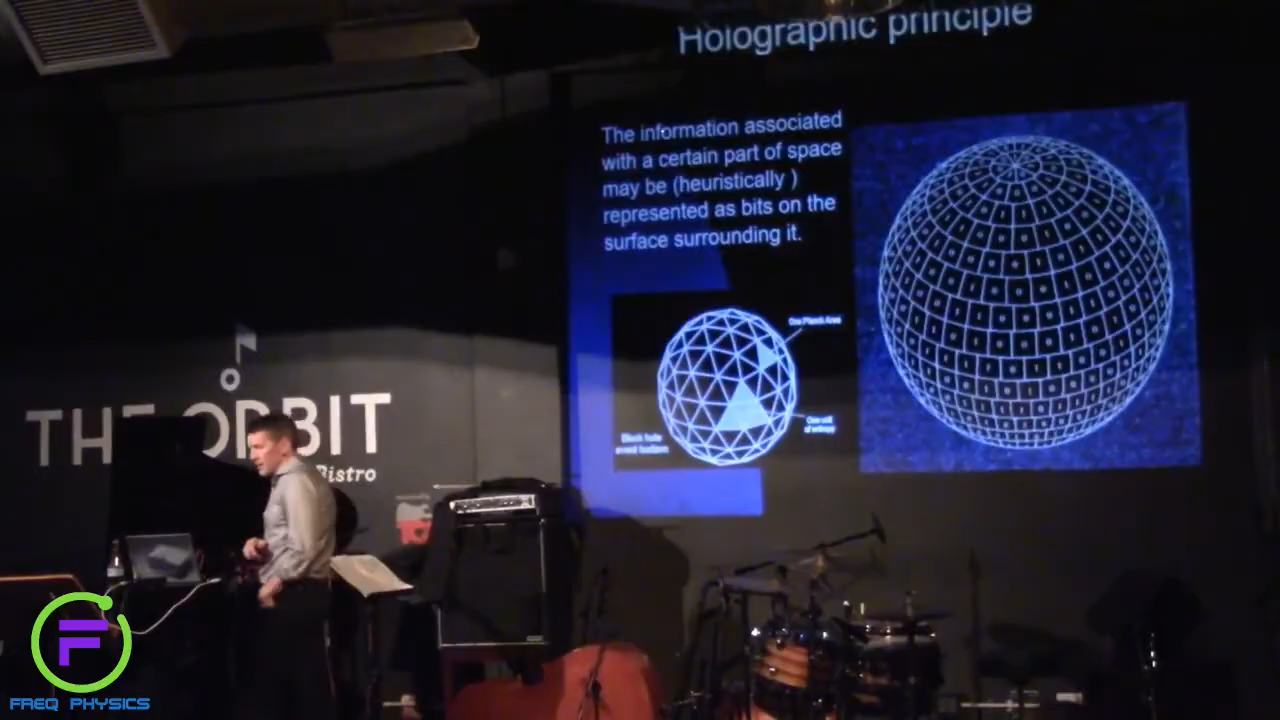 Holographic principle
The information associated
with a certain part of space
may be (heuristically )
represented as bits on the
surface surrounding it.
One Planck Area
One unit
of entropy
Black hole
event horizon
THE ORBIT
Bistro
FREQ PHYSICS